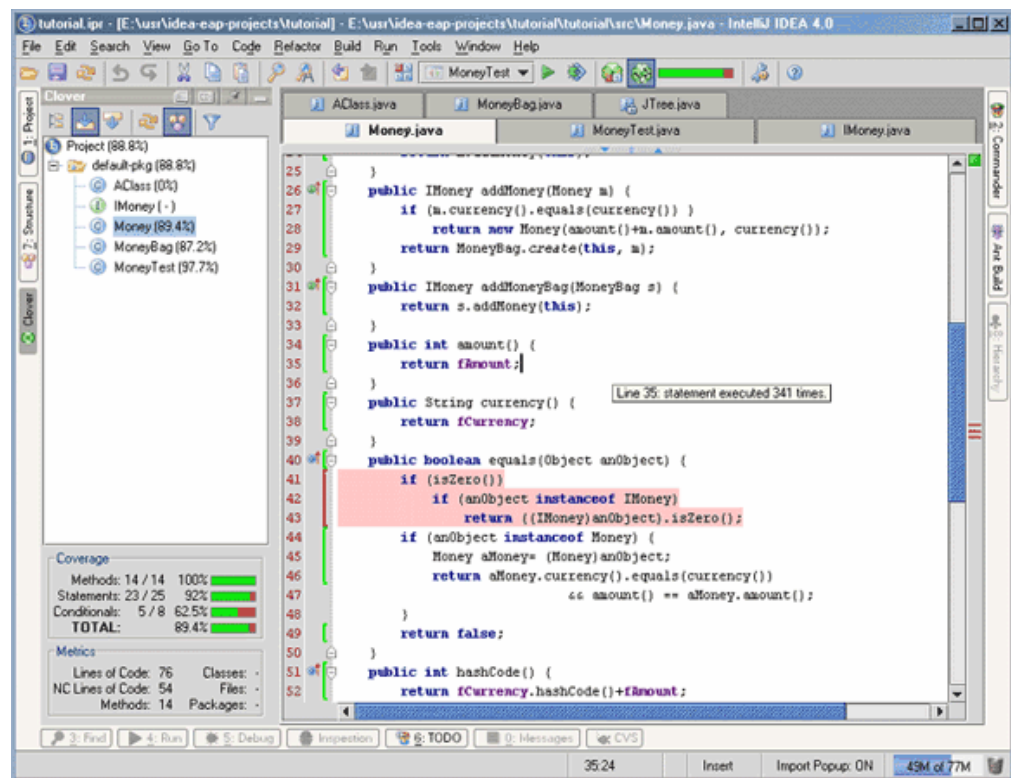 tutorial.ipr - [E:\usr\idea-eap-projects\tutorial] - E:\usr\idea-eap-projects\tutorial\tutorial\src\Money.java - IntelliJ IDEA 4.0
File Edit Search View Go To Code Refactor Build Run Tools Window Help
MoneyTest
1: Project
7: Structure
Clover
Clover
Project (88.8%)
default-pkg (88.8%)
AClass (0%)
IMoney (-)
Money (89.4%)
MoneyBag (87.2%)
MoneyTest (97.7%)
Coverage
Methods: 14 / 14 100%
Statements: 23 / 25 92%
Conditionals: 5 / 8 62.5%
TOTAL: 89.4%
Metrics
Lines of Code: 76 Classes: -
NC Lines of Code: 54 Files: -
Methods: 14 Packages: -
AClass.java MoneyBag.java JTree.java
Money.java MoneyTest.java IMoney.java
25 }
26 public IMoney addMoney(Money m) {
27 if (m.currency().equals(currency()) )
28 return new Money(amount()+m.amount(), currency());
29 return MoneyBag.create(this, m);
30 }
31 public IMoney addMoneyBag(MoneyBag s) {
32 return s.addMoney(this);
33 }
34 public int amount() {
35 return fAmount;
36 }
Line 35: statement executed 341 times.
37 public String currency() {
38 return fCurrency;
39 }
40 public boolean equals(Object anObject) {
41 if (isZero())
42 if (anObject instanceof IMoney)
43 return ((IMoney)anObject).isZero();
44 if (anObject instanceof Money) {
45 Money aMoney= (Money)anObject;
46 return aMoney.currency().equals(currency())
47 && amount() == aMoney.amount();
48 }
49 return false;
50 }
51 public int hashCode() {
52 return fCurrency.hashCode()+fAmount;
2: Commander
Ant Build
8: Hierarchy
3: Find 4: Run 5: Debug Inspection 6: TODO 0: Messages CVS
35:24 Insert Import Popup: ON 49M of 77M